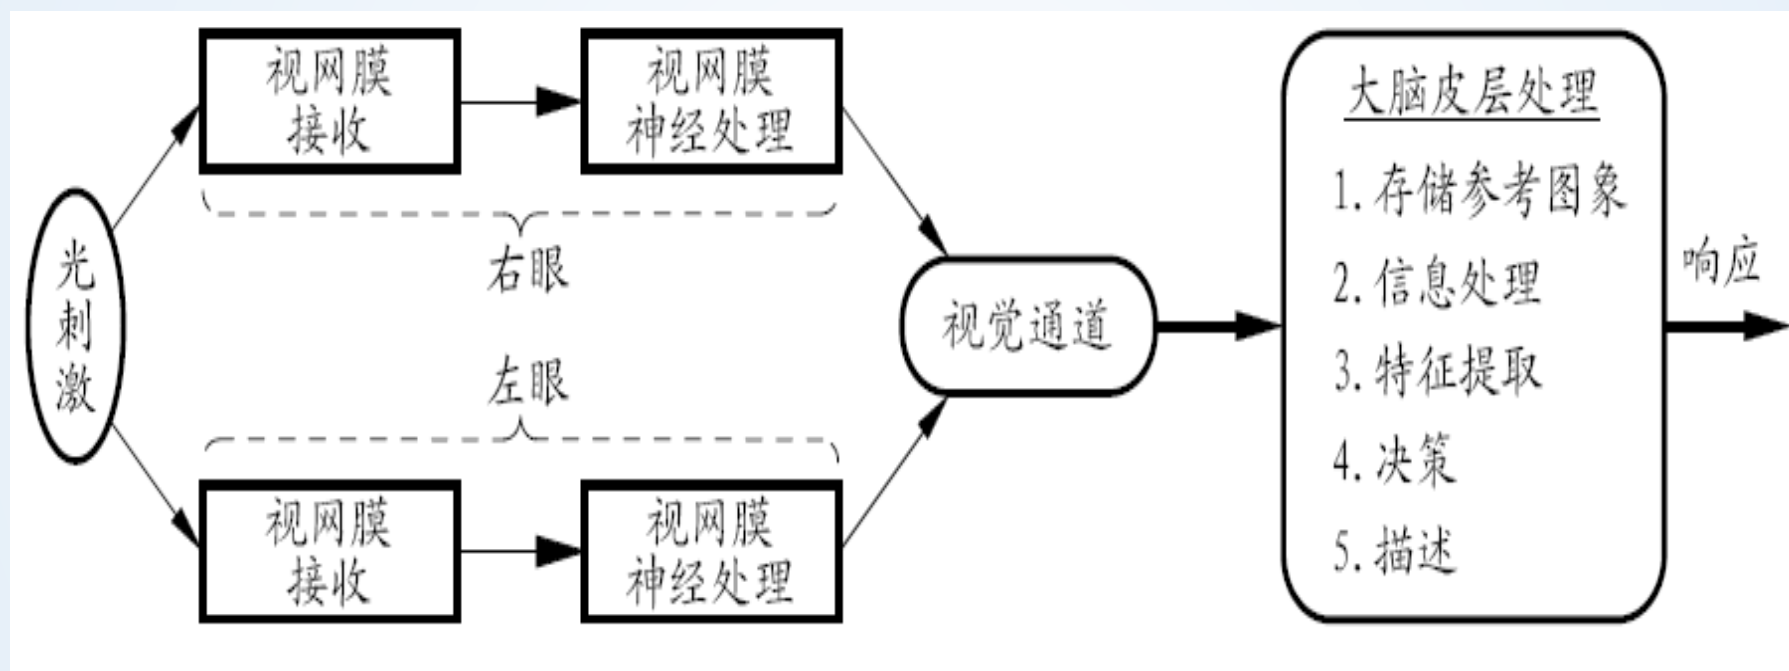 光
刺
激
视网膜
接收
视网膜
神经处理
右眼
左眼
视网膜
接收
视网膜
神经处理
视觉通道
大脑皮层处理
1.存储参考图象
2.信息处理
3.特征提取
4.决策
5.描述
响应